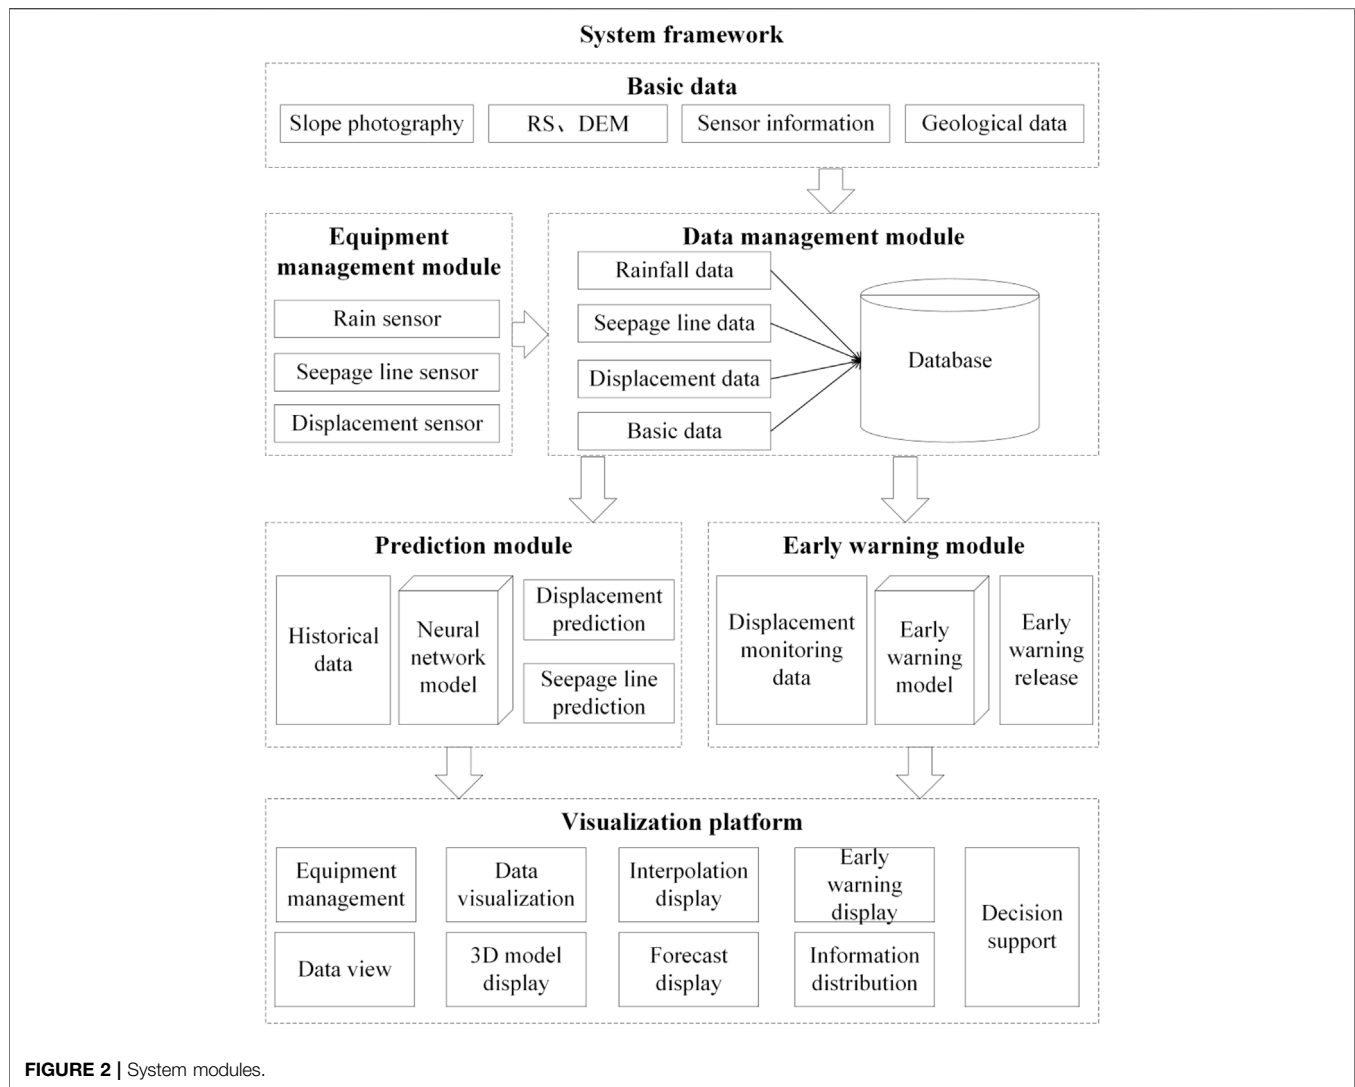 System framework
Basic data
Slope photography
RS、DEM
Sensor information
Geological data
Equipment
management module
Rain sensor
Seepage line sensor
Displacement sensor
Data management module
Rainfall data
Seepage line data
Displacement data
Basic data
Database
Prediction module
Historical
data
Neural
network
model
Displacement
prediction
Seepage line
prediction
Early warning module
Displacement
monitoring
data
Early
warning
model
Early
warning
release
Visualization platform
Equipment
management
Data
visualization
Interpolation
display
Early
warning
display
Decision
support
Data view
3D model
display
Forecast
display
Information
distribution
FIGURE 2 | System modules.